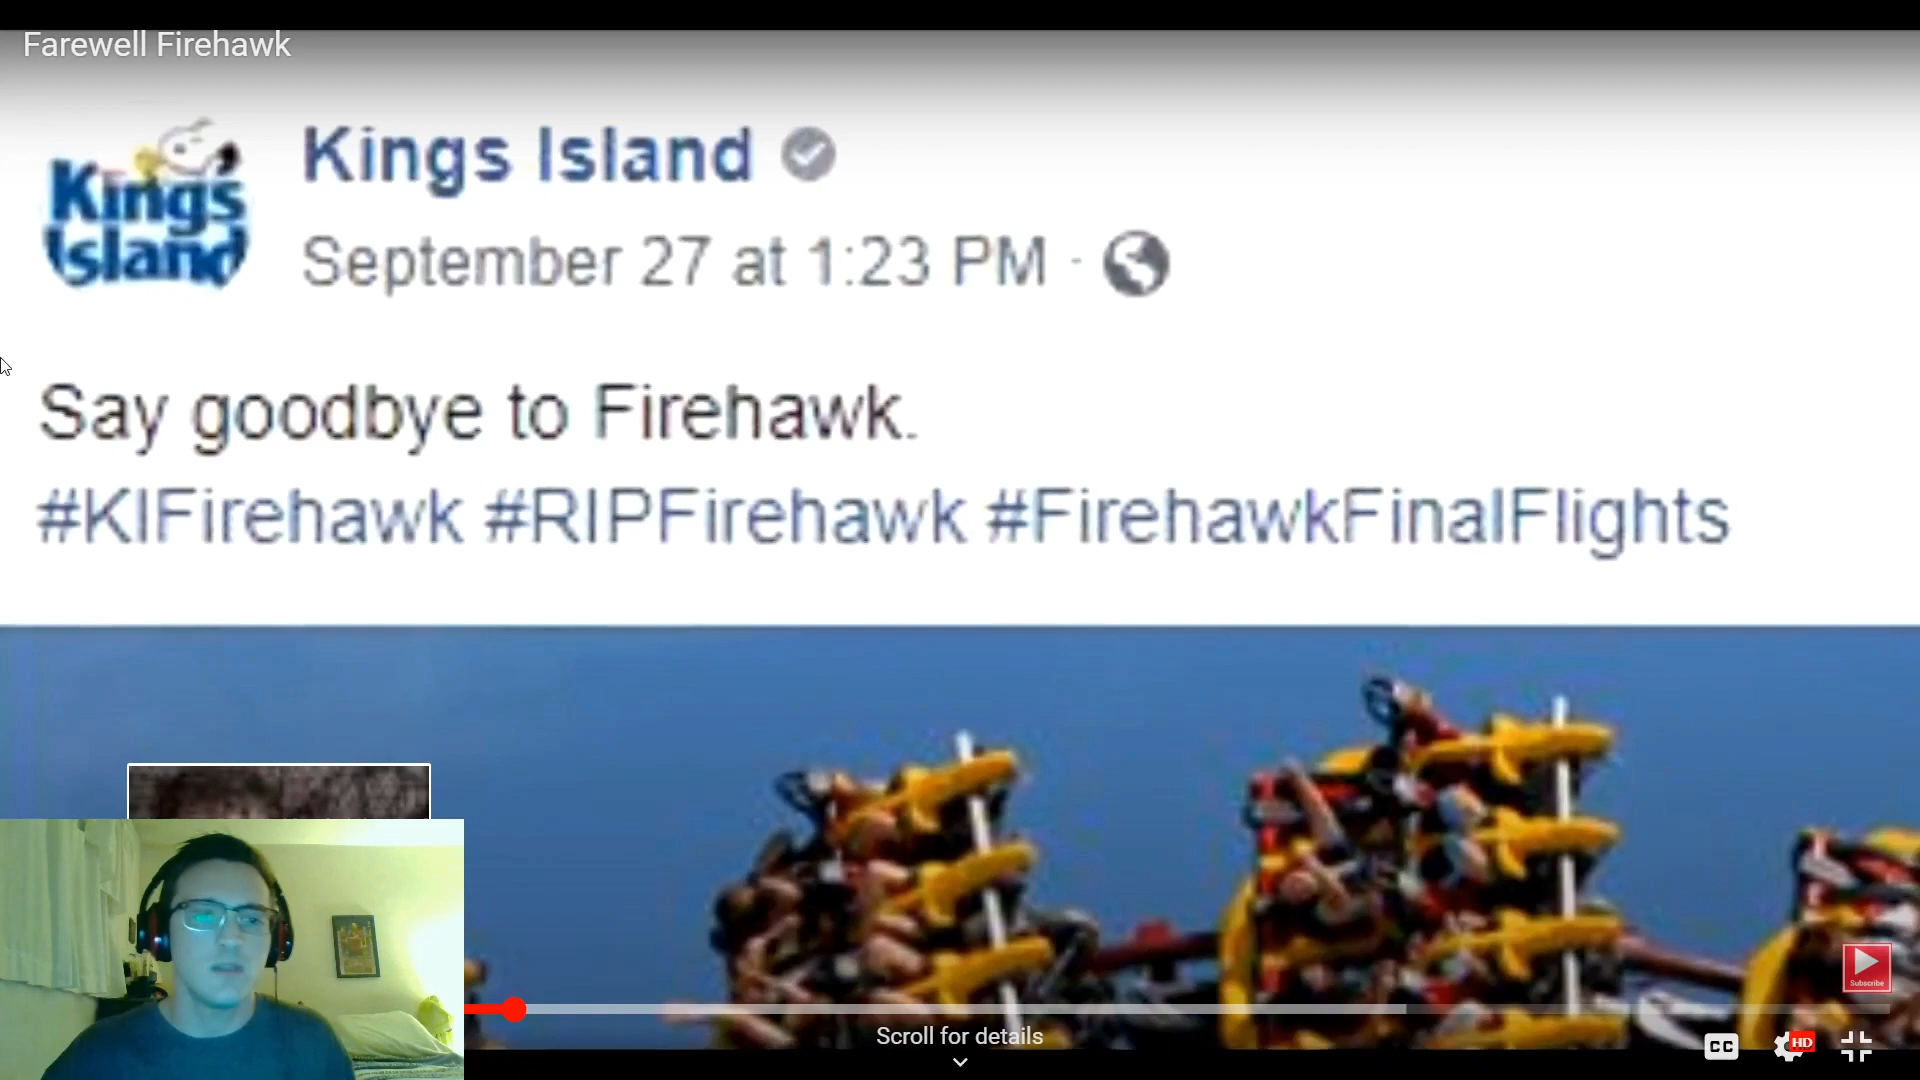 Farewell Firehawk
Kings Island
Kings
Island
September 27 at 1:23 PM ·
Say goodbye to Firehawk.
#KIFirehawk #RIPFirehawk #FirehawkFinalFlights
Subscribe
Scroll for details
CC
HD